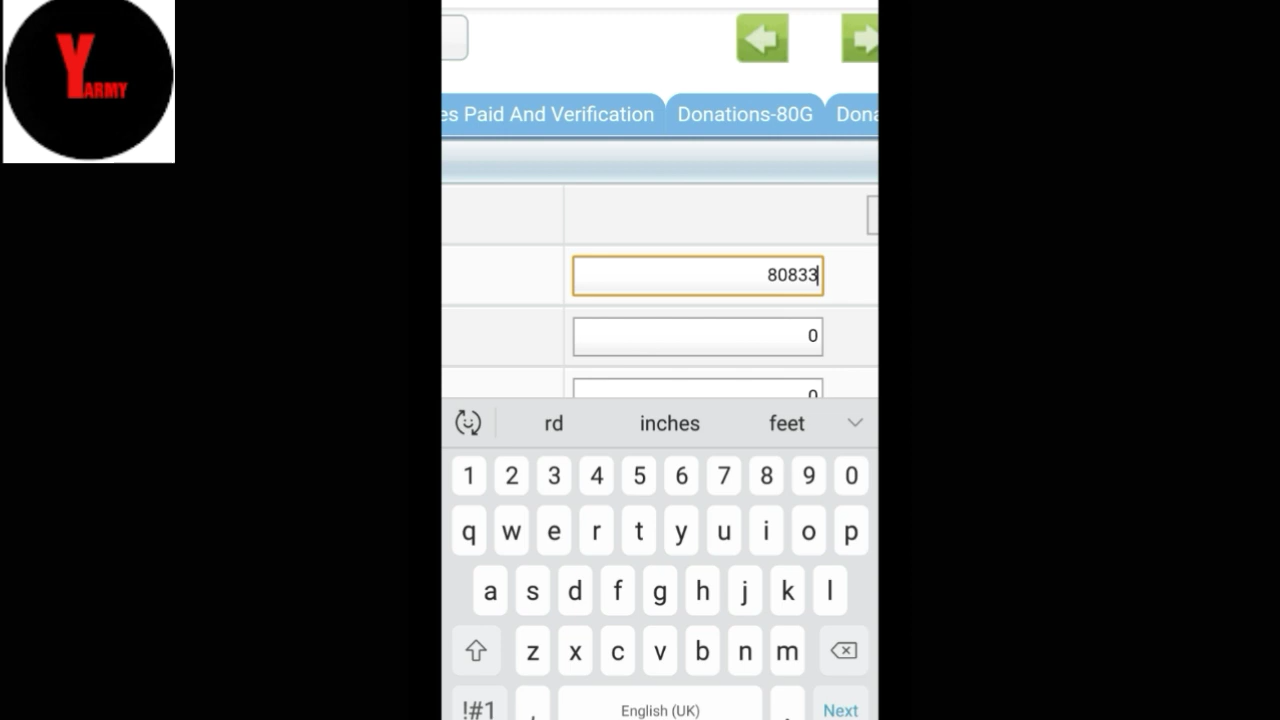 Y
ARMY
es Paid And Verification Donations-80G Dona
80833
0
0
rd inches feet
1 2 3 4 5 6 7 8 9 0
q w e r t y u i o p
a s d f g h j k l
z x c v b n m
!#1 , English (UK) . Next